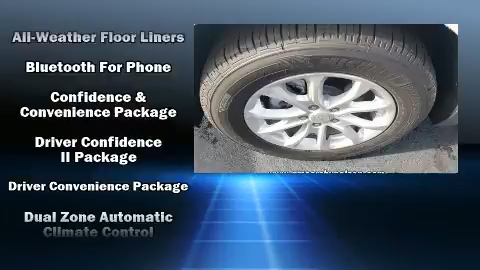 All-Weather Floor Liners
Bluetooth For Phone
Confidence &
Convenience Package
Driver Confidence
II Package
Driver Convenience Package
Dual Zone Automatic
Climate Control